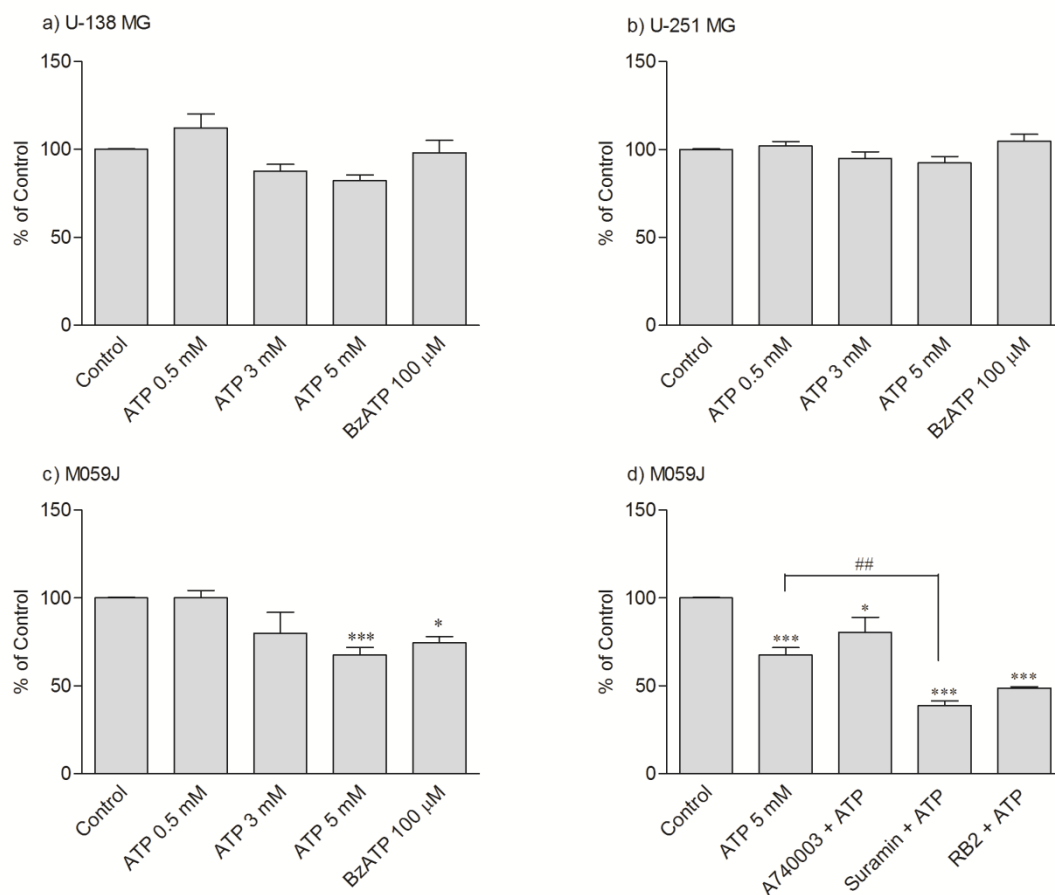 a) U-138 MG
150
100
50
0
% of Control
Control
ATP 0.5 mM
ATP 3 mM
ATP 5 mM
BzATP 100 μM
b) U-251 MG
150
100
50
0
% of Control
Control
ATP 0.5 mM
ATP 3 mM
ATP 5 mM
BzATP 100 μM
c) M059J
150
100
50
0
% of Control
***
*
Control
ATP 0.5 mM
ATP 3 mM
ATP 5 mM
BzATP 100 μM
d) M059J
150
100
50
0
% of Control
##
***
*
***
***
Control
ATP 5 mM
A740003 + ATP
Suramin + ATP
RB2 + ATP